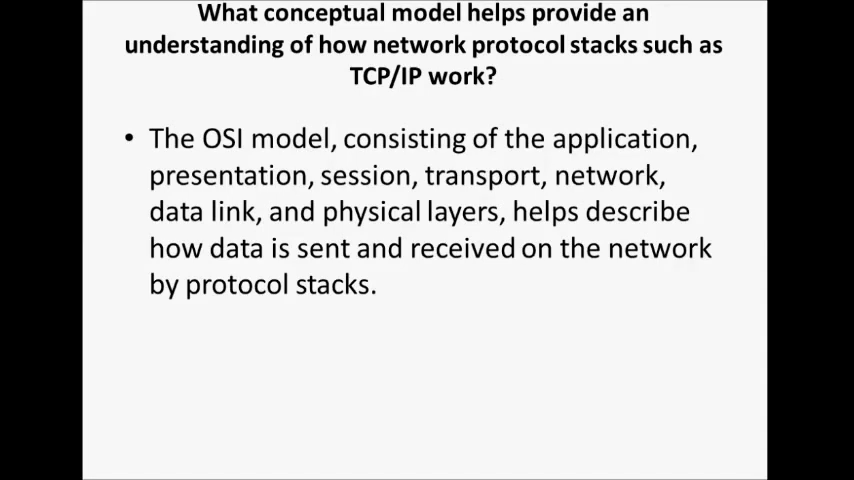 What conceptual model helps provide an
understanding of how network protocol stacks such as
TCP/IP work?
• The OSI model, consisting of the application,
presentation, session, transport, network,
data link, and physical layers, helps describe
how data is sent and received on the network
by protocol stacks.